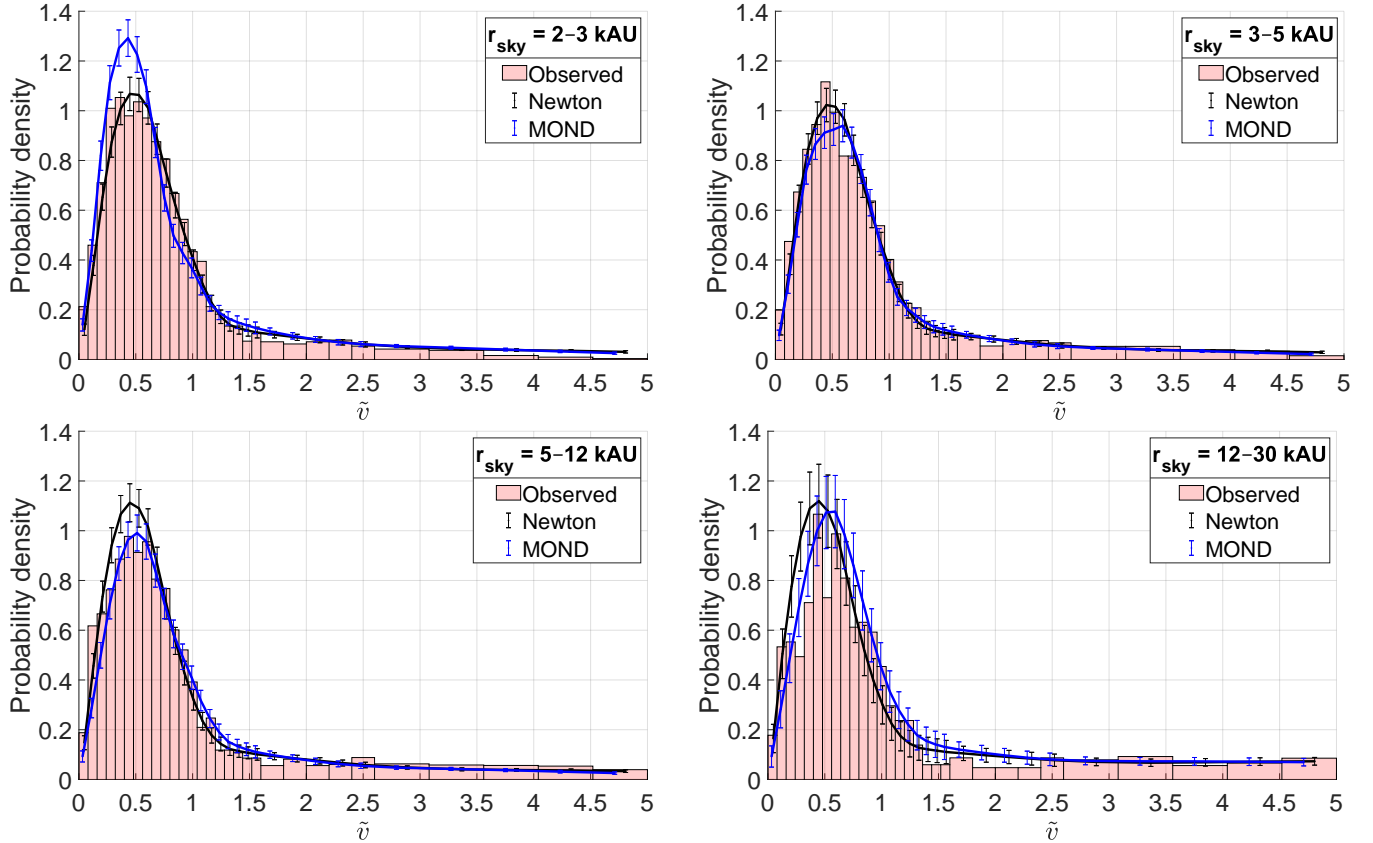 r_sky = 2–3 kAU
Observed
Newton
MOND
Probability density
0 0.2 0.4 0.6 0.8 1 1.2 1.4
0 0.5 1 1.5 2 2.5 3 3.5 4 4.5 5
ṽ
r_sky = 3–5 kAU
Observed
Newton
MOND
Probability density
0 0.2 0.4 0.6 0.8 1 1.2 1.4
0 0.5 1 1.5 2 2.5 3 3.5 4 4.5 5
ṽ
r_sky = 5–12 kAU
Observed
Newton
MOND
Probability density
0 0.2 0.4 0.6 0.8 1 1.2 1.4
0 0.5 1 1.5 2 2.5 3 3.5 4 4.5 5
ṽ
r_sky = 12–30 kAU
Observed
Newton
MOND
Probability density
0 0.2 0.4 0.6 0.8 1 1.2 1.4
0 0.5 1 1.5 2 2.5 3 3.5 4 4.5 5
ṽ